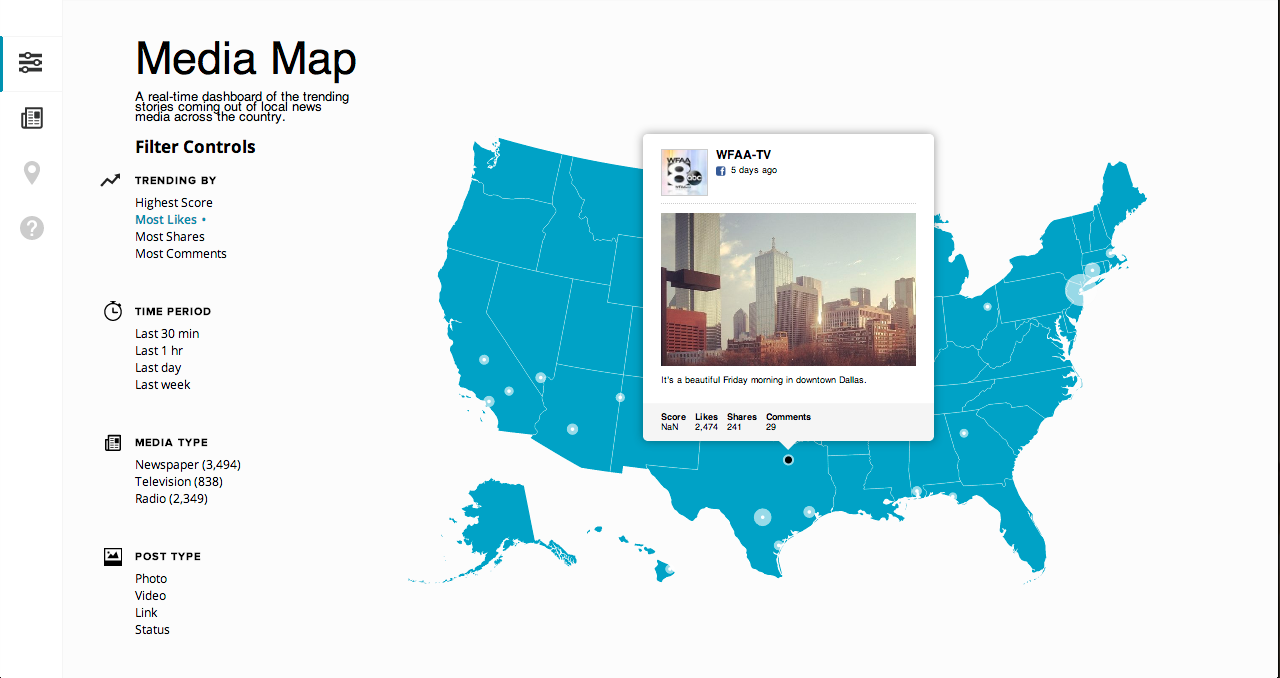 Media Map
A real-time dashboard of the trending
stories coming out of local news
media across the country.
Filter Controls
TRENDING BY
Highest Score
Most Likes •
Most Shares
Most Comments
TIME PERIOD
Last 30 min
Last 1 hr
Last day
Last week
MEDIA TYPE
Newspaper (3,494)
Television (838)
Radio (2,349)
POST TYPE
Photo
Video
Link
Status
WFAA
8 abc
WFAA-TV
f 5 days ago
It's a beautiful Friday morning in downtown Dallas.
Score Likes Shares Comments
NaN 2,474 241 29
?